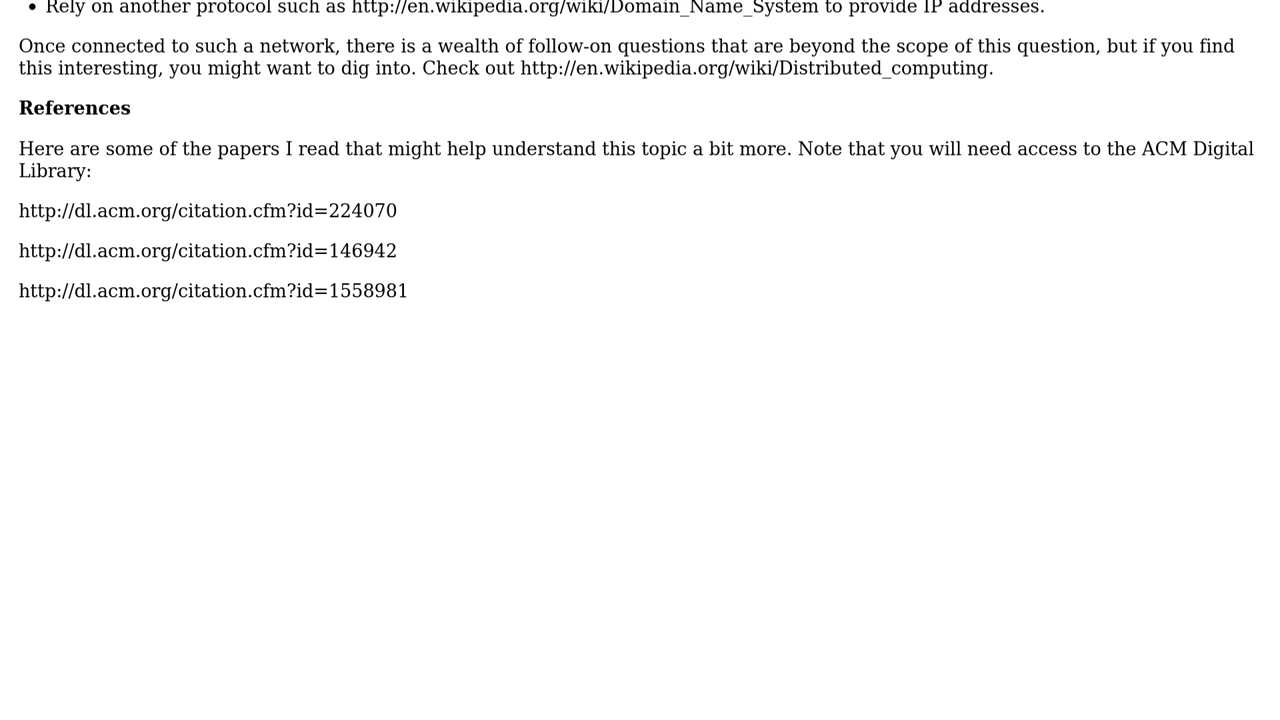 • Rely on another protocol such as http://en.wikipedia.org/wiki/Domain_Name_System to provide IP addresses.
Once connected to such a network, there is a wealth of follow-on questions that are beyond the scope of this question, but if you find
this interesting, you might want to dig into. Check out http://en.wikipedia.org/wiki/Distributed_computing.
References
Here are some of the papers I read that might help understand this topic a bit more. Note that you will need access to the ACM Digital
Library:
http://dl.acm.org/citation.cfm?id=224070
http://dl.acm.org/citation.cfm?id=146942
http://dl.acm.org/citation.cfm?id=1558981